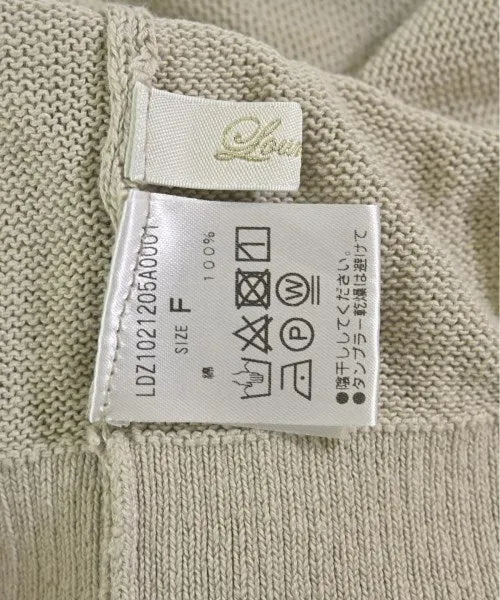 Lou
LDZ1021205A0001
SIZE F
綿 100%
P
W
●陰干ししてください。
●タンブラー乾燥は避けて